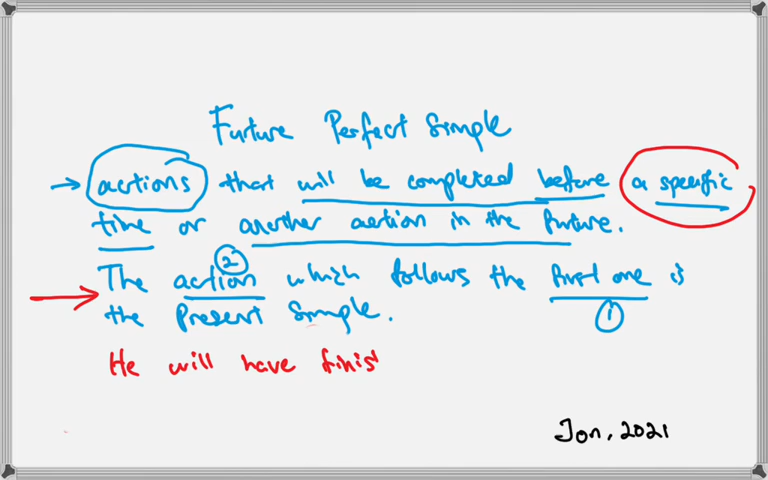 Future Perfect Simple
→ actions that will be completed before a specific
time or another action in the future.
②
→ The action which follows the first one is
the Present Simple.
①
He will have finis
Jan, 2021